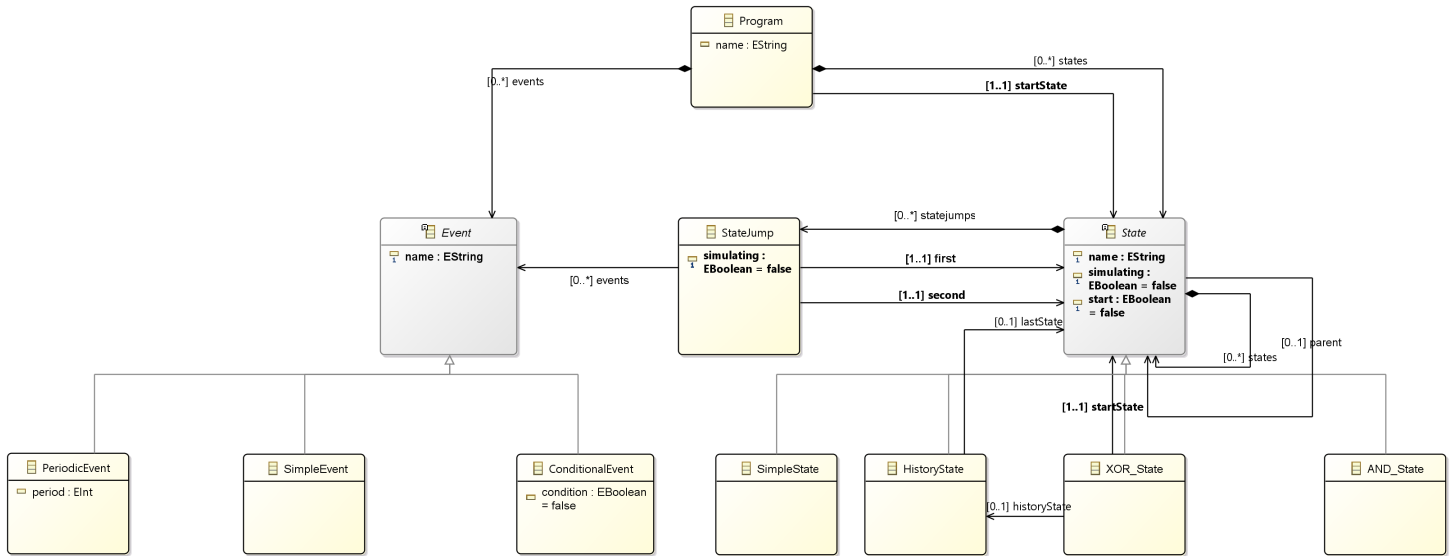 Program
name : EString
[0..*] events
[0..*] states
[1..1] startState
Event
name : EString
[0..*] events
StateJump
simulating :
EBoolean = false
[0..*] statejumps
[1..1] first
[1..1] second
[0..1] lastState
State
name : EString
simulating :
EBoolean = false
start : EBoolean
= false
[0..1] parent
[0..*] states
[1..1] startState
PeriodicEvent
period : EInt
SimpleEvent
ConditionalEvent
condition : EBoolean
= false
SimpleState
HistoryState
[0..1] historyState
XOR_State
AND_State